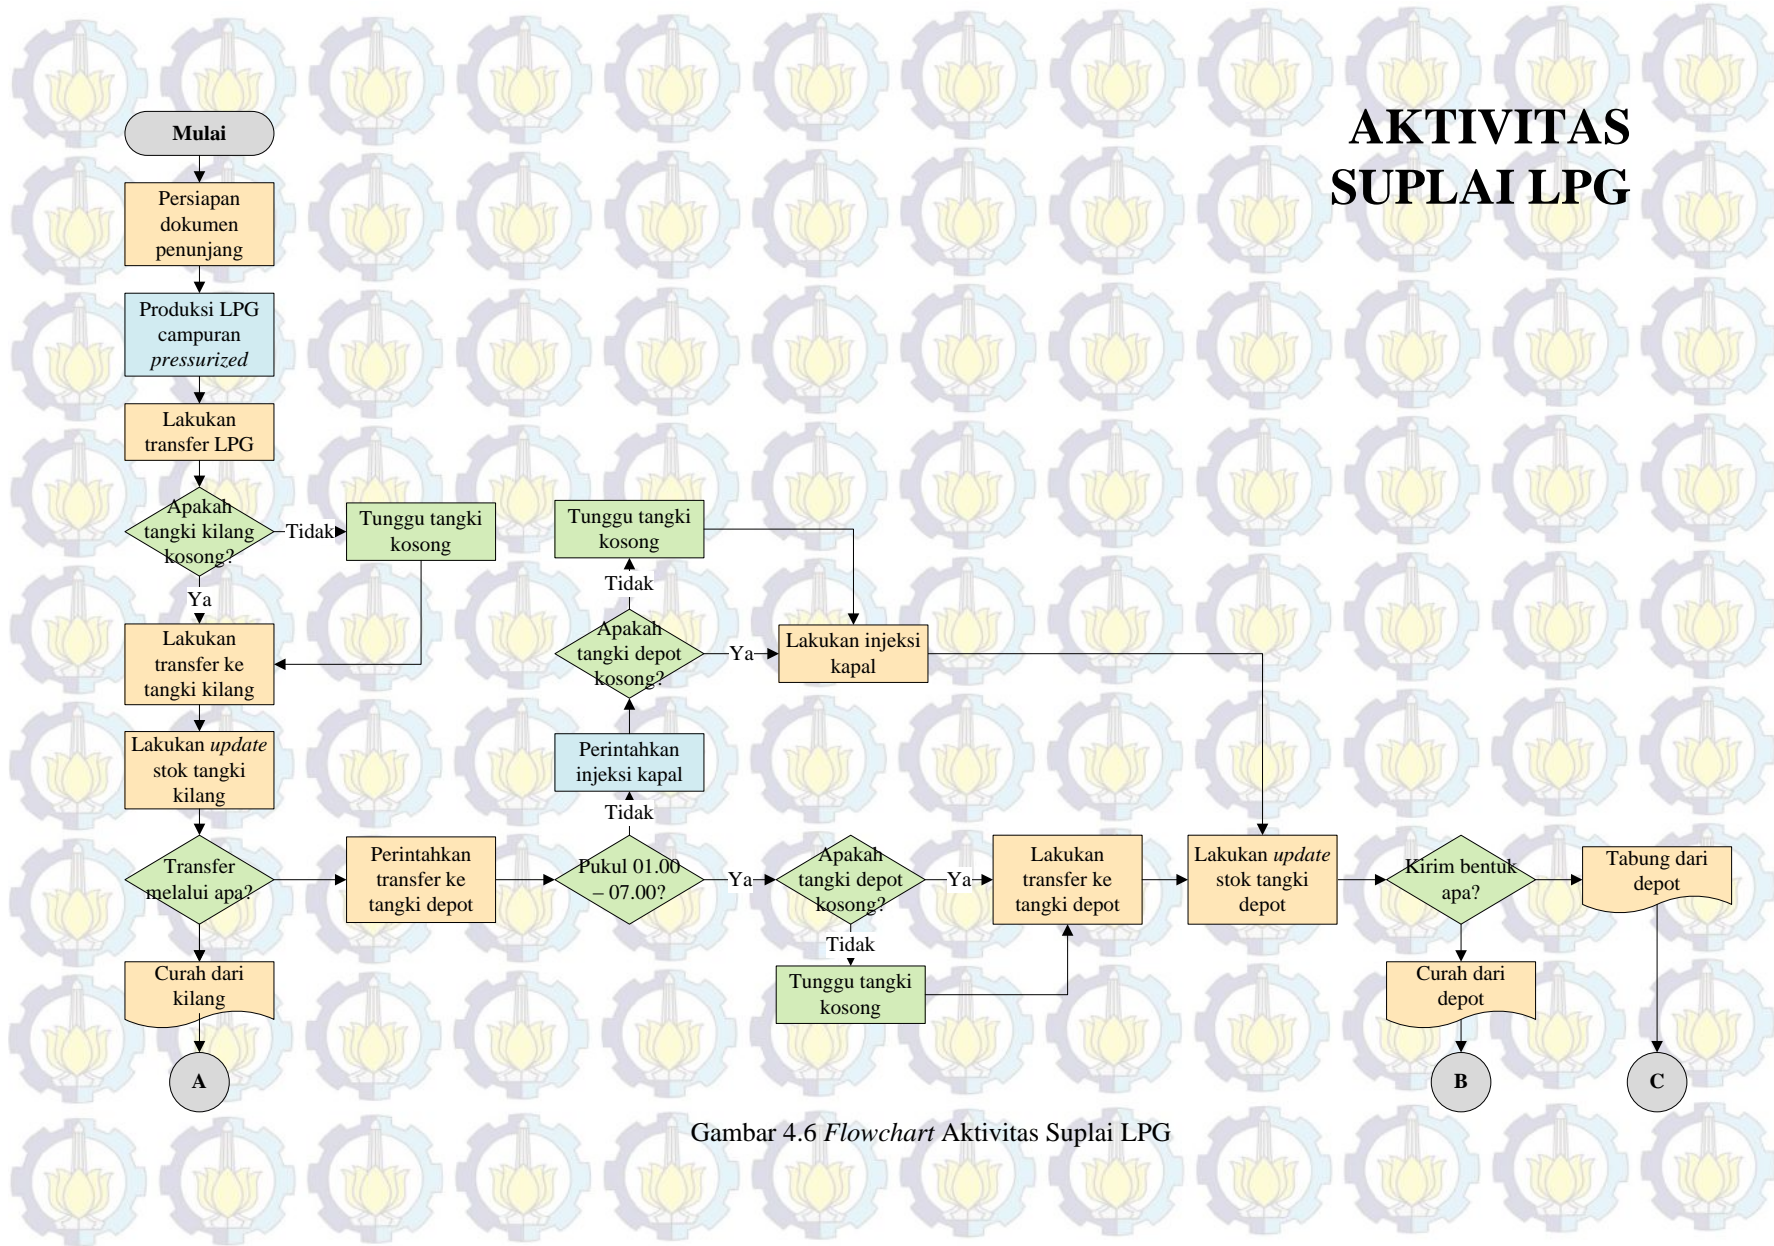 AKTIVITAS
SUPLAI LPG
Mulai
Persiapan
dokumen
penunjang
Produksi LPG
campuran
pressurized
Lakukan
transfer LPG
Apakah
tangki kilang
kosong?
Tidak
Tunggu tangki
kosong
Ya
Lakukan
transfer ke
tangki kilang
Lakukan update
stok tangki
kilang
Transfer
melalui apa?
Curah dari
kilang
A
Perintahkan
transfer ke
tangki depot
Pukul 01.00
– 07.00?
Tidak
Perintahkan
injeksi kapal
Apakah
tangki depot
kosong?
Tidak
Tunggu tangki
kosong
Ya
Lakukan injeksi
kapal
Ya
Apakah
tangki depot
kosong?
Tidak
Tunggu tangki
kosong
Ya
Lakukan
transfer ke
tangki depot
Lakukan update
stok tangki
depot
Kirim bentuk
apa?
Curah dari
depot
B
Tabung dari
depot
C
Gambar 4.6 Flowchart Aktivitas Suplai LPG